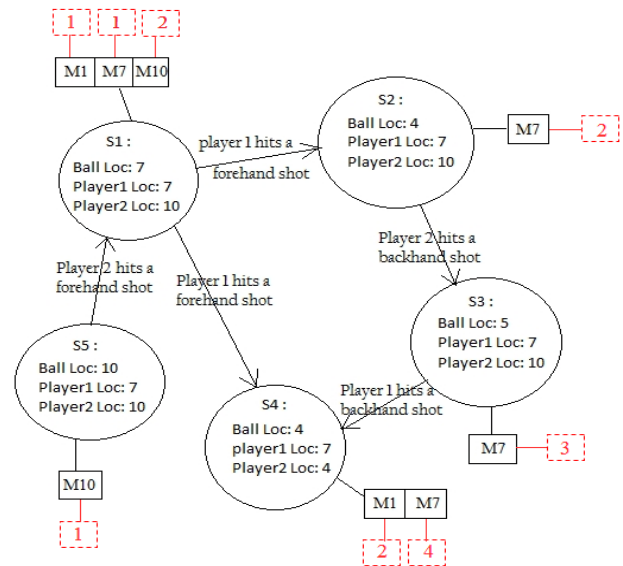 1 1 2
M1 M7 M10
S1 :
Ball Loc: 7
Player1 Loc: 7
Player2 Loc: 10
player 1 hits a
forehand shot
S2 :
Ball Loc: 4
Player1 Loc: 7
Player2 Loc: 10
M7 2
Player 2 hits a
forehand shot
Player 1 hits a
forehand shot
Player 2 hits a
backhand shot
S3 :
Ball Loc: 5
Player1 Loc: 7
Player2 Loc: 10
S5 :
Ball Loc: 10
Player1 Loc: 7
Player2 Loc: 10
Player 1 hits a
backhand shot
S4 :
Ball Loc: 4
player1 Loc: 7
Player2 Loc: 4
M7 3
M10
1
M1 M7
2 4